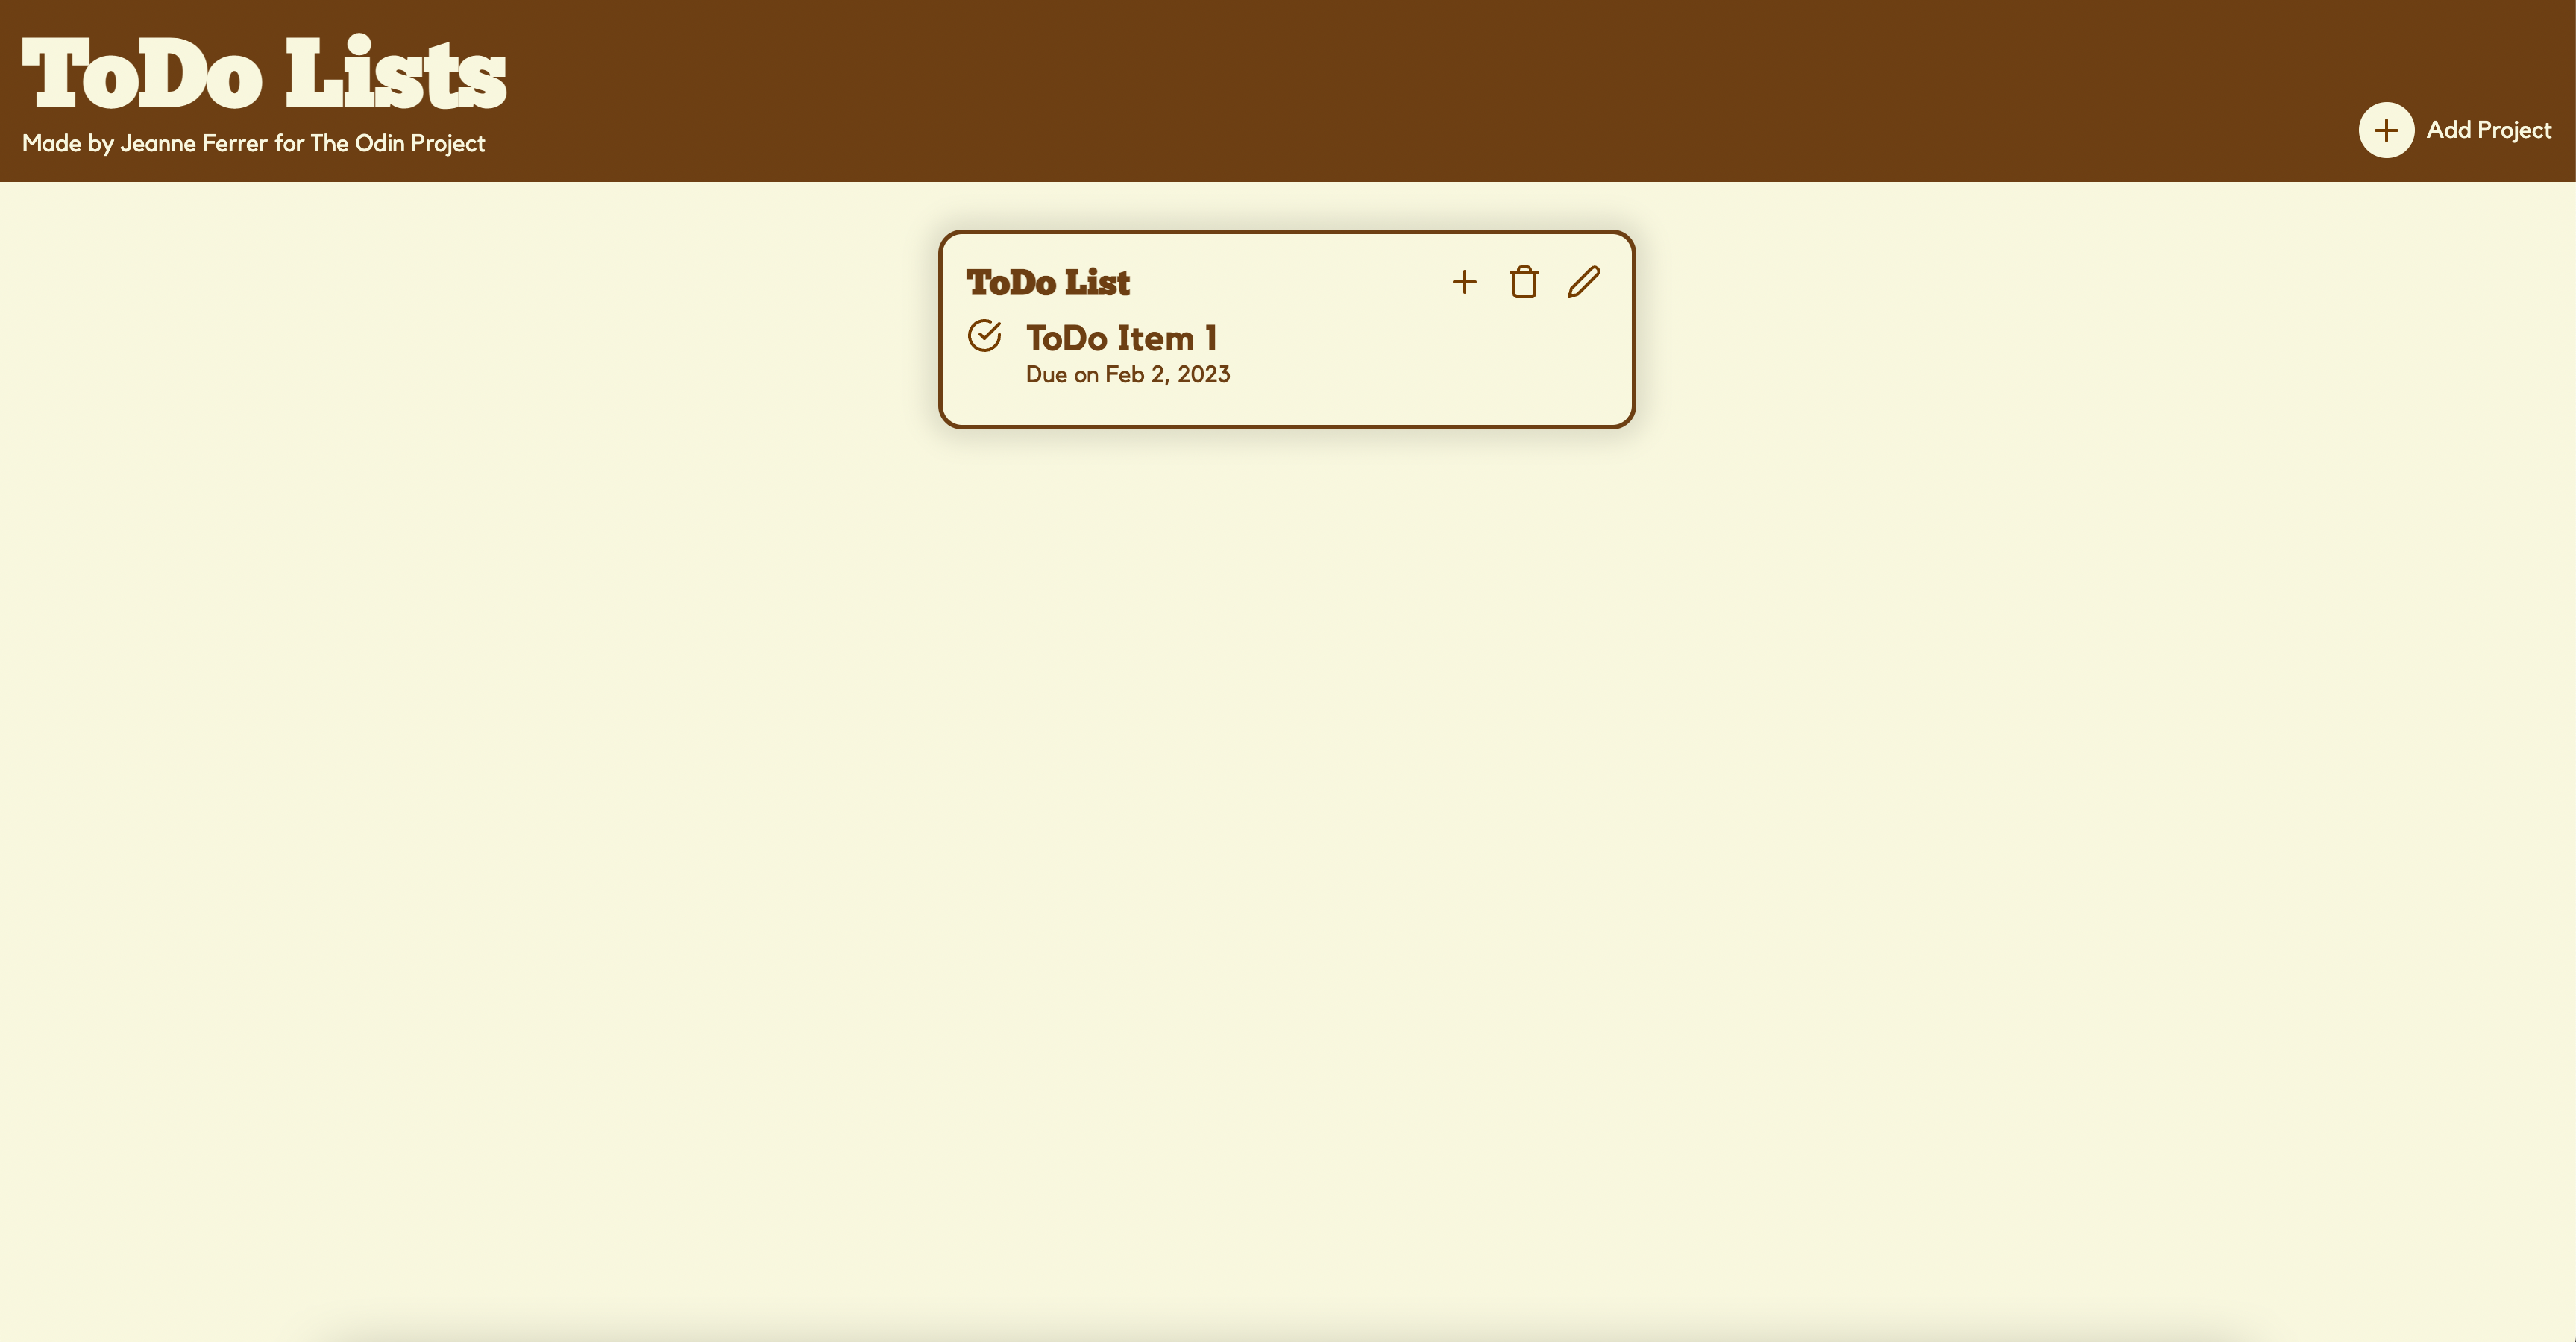 ToDo Lists
Made by Jeanne Ferrer for The Odin Project
Add Project
ToDo List
ToDo Item 1
Due on Feb 2, 2023